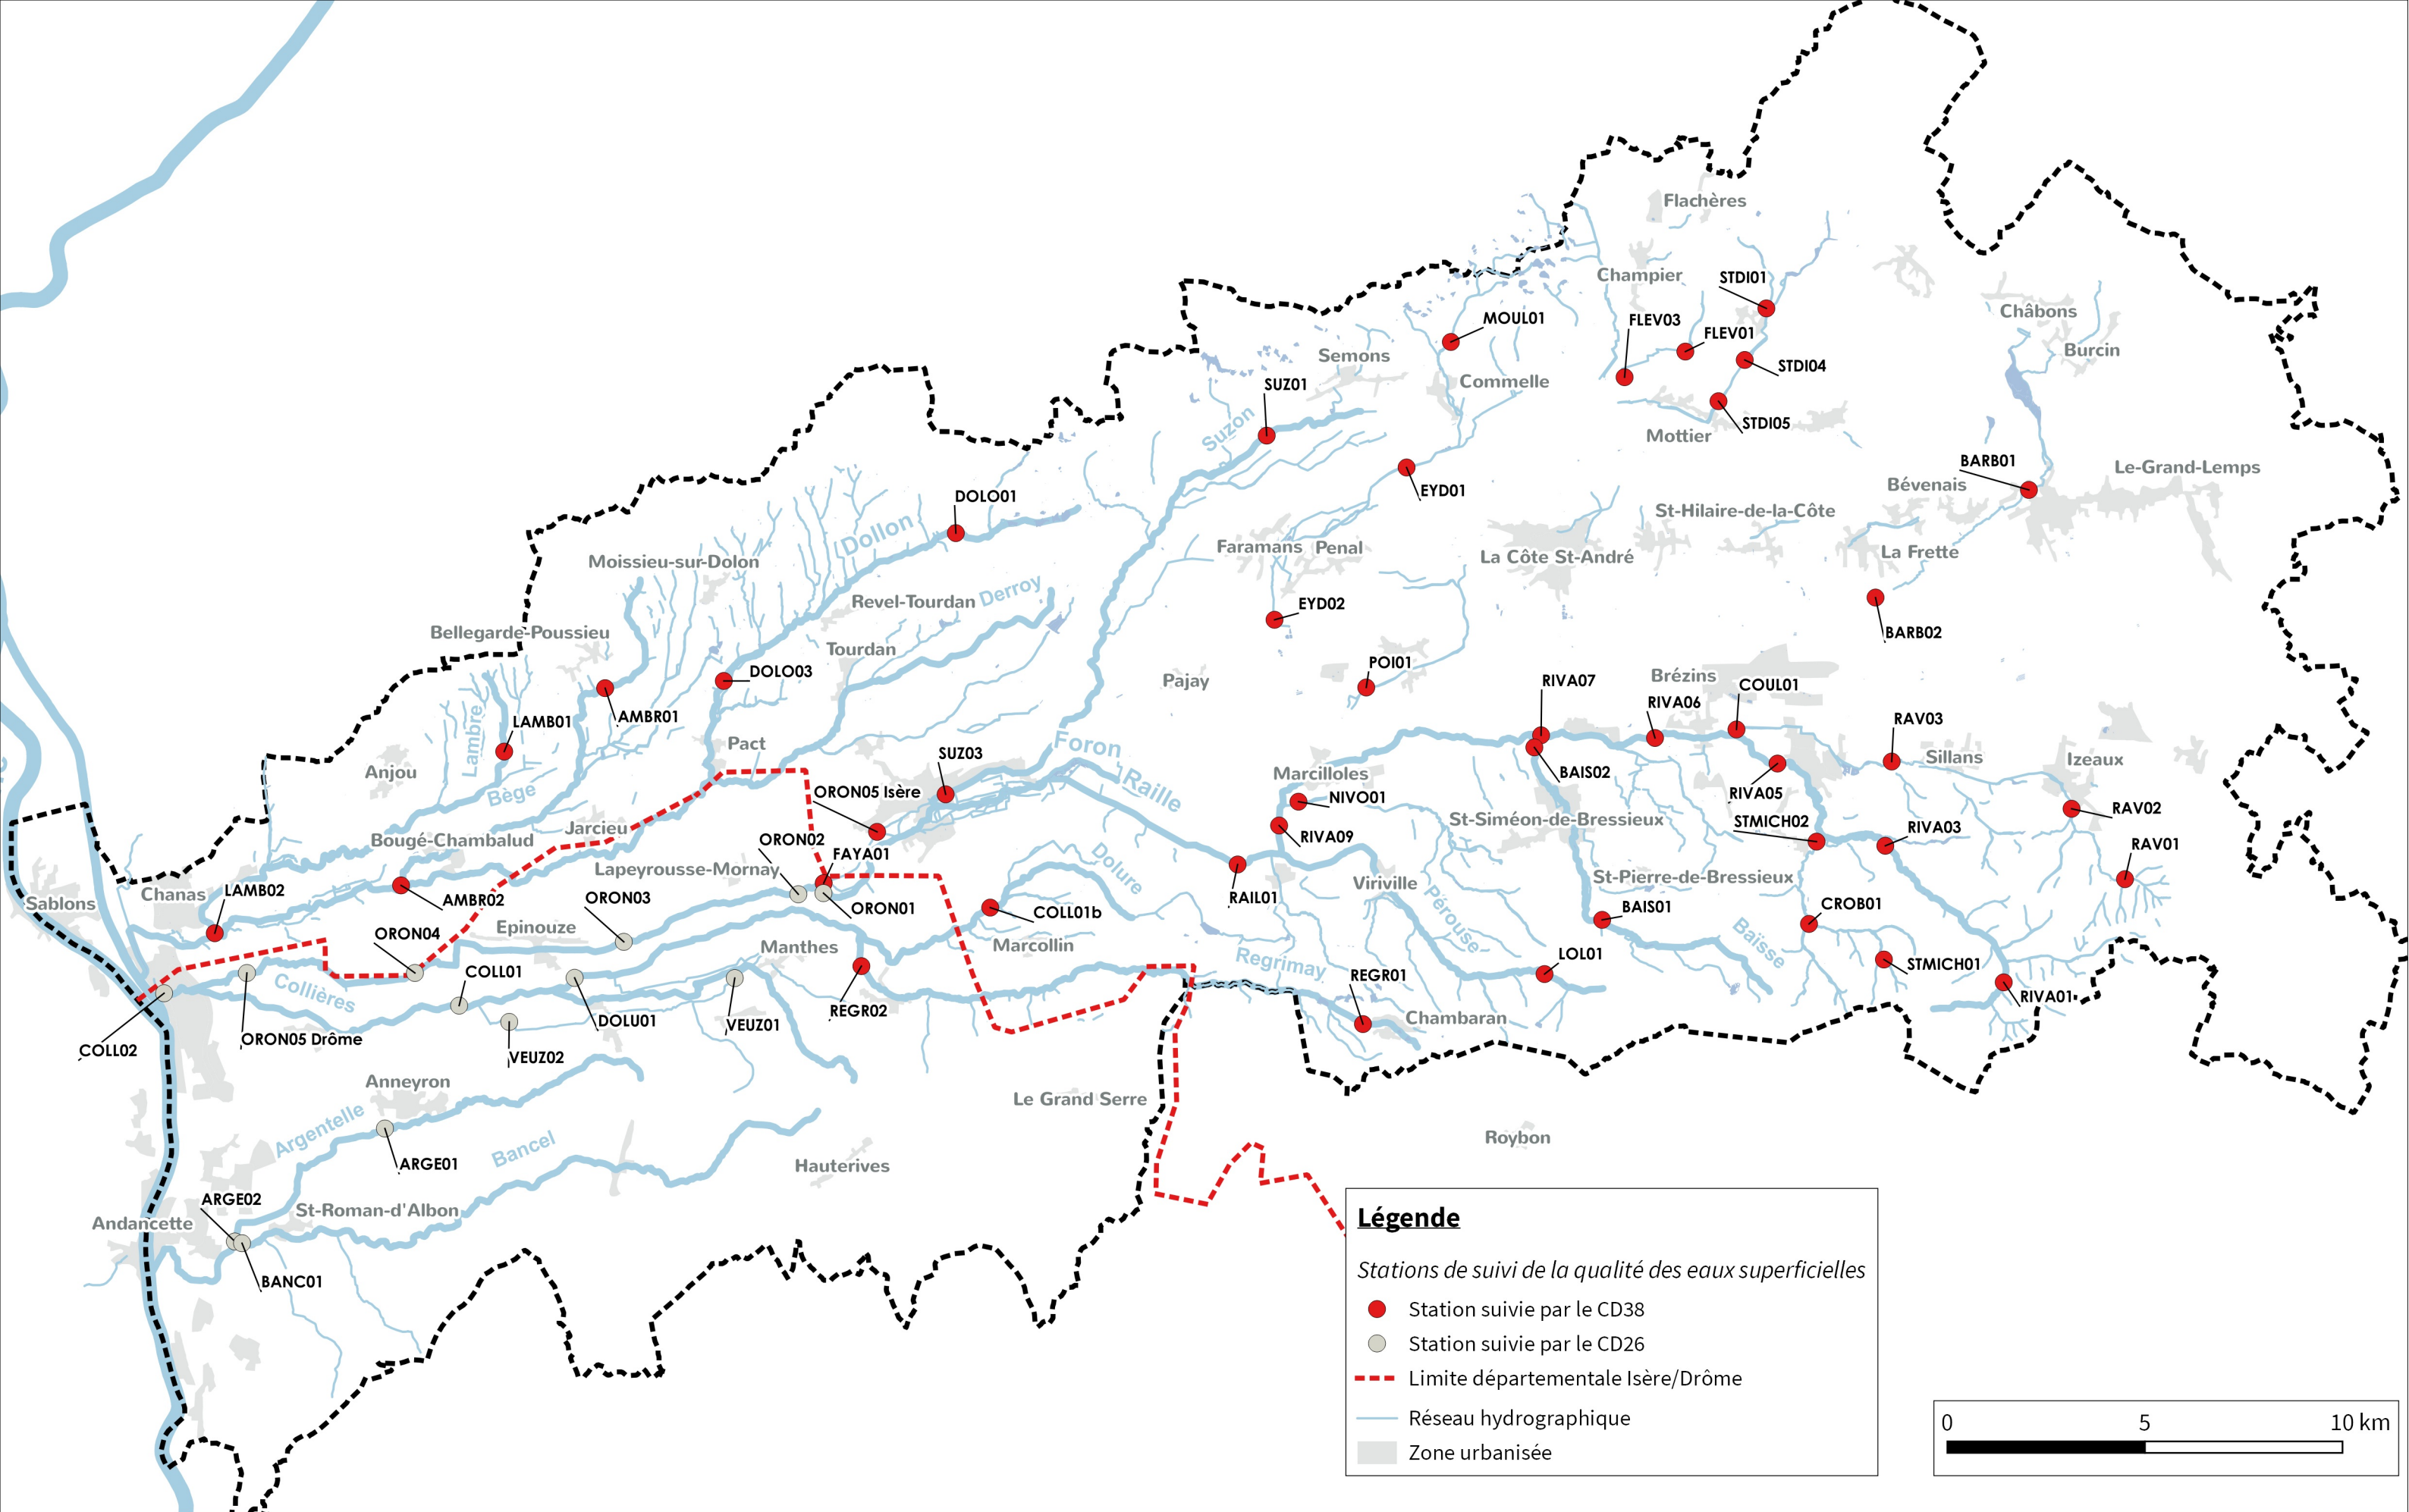 Flachères
Champier
STDI01
Châbons
MOUL01
FLEV03
FLEV01
Burcin
Semons
STDI04
Commelle
SUZ01
Suzon
STDI05
Mottier
BARB01
Le-Grand-Lemps
Bévenais
EYD01
DOLO01
St-Hilaire-de-la-Côte
Dollon
Faramans
Penal
La Côte St-André
La Frette
Moissieu-sur-Dolon
Derroy
Revel-Tourdan
EYD02
Bellegarde-Poussieu
BARB02
Tourdan
POI01
DOLO03
Brézins
Pajay
RIVA07
COUL01
RIVA06
AMBR01
LAMB01
RAV03
Lambre
Pact
Foron
SUZ03
Sillans
Izeaux
Anjou
Marcilloles
BAIS02
Bège
ORON05 Isère
Raille
RIVA05
NIVO01
RAV02
St-Siméon-de-Bressieux
STMICH02
RIVA03
Jarcieu
Bougé-Chambalud
ORON02
RIVA09
RAV01
FAYA01
Lapeyrousse-Mornay
Dolure
Viriville
St-Pierre-de-Bressieux
LAMB02
Chanas
AMBR02
ORON03
RAIL01
Sablons
ORON01
COLL01b
BAIS01
CROB01
Pérouse
ORON04
Epinouze
Manthes
Marcollin
Baisse
LOL01
Regrimay
STMICH01
COLL01
REGR01
Collières
RIVA01
REGR02
Chambaran
DOLU01
VEUZ01
ORON05 Drôme
COLL02
VEUZ02
Anneyron
Le Grand Serre
Argentelle
Roybon
Bancel
ARGE01
Hauterives
ARGE02
St-Roman-d'Albon
Andancette
BANC01
Légende
Stations de suivi de la qualité des eaux superficielles
Station suivie par le CD38
Station suivie par le CD26
Limite départementale Isère/Drôme
Réseau hydrographique
Zone urbanisée
0 5 10 km